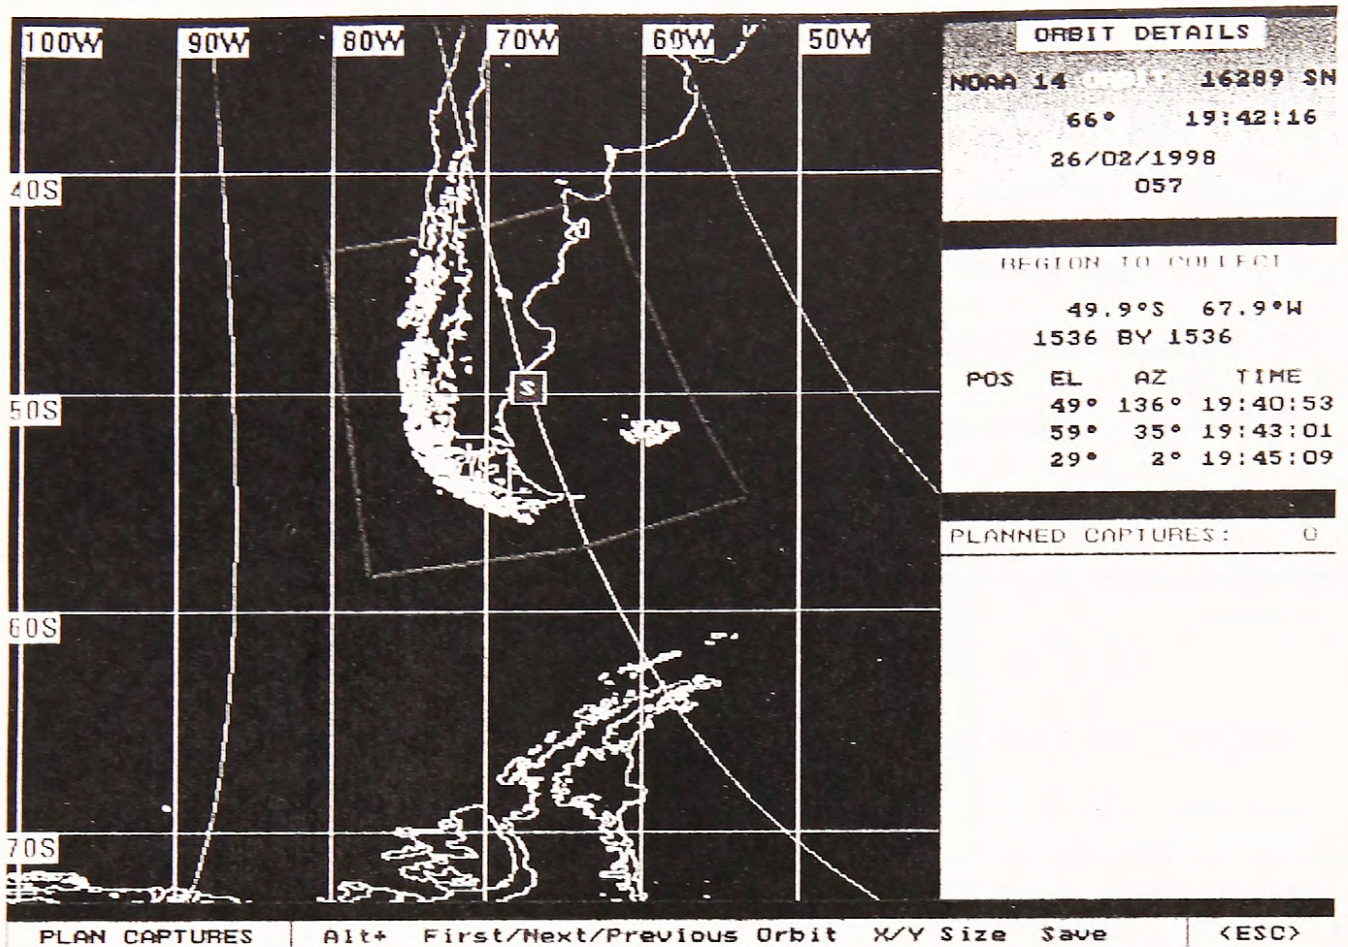 100W 90W 80W 70W 60W 50W
40S
50S
60S
70S
S
ORBIT DETAILS
NOAA 14 16289 SN
66° 19:42:16
26/02/1998
057
REGION TO COLLECT
49.9°S 67.9°W
1536 BY 1536
POS EL AZ TIME
49° 136° 19:40:53
59° 35° 19:43:01
29° 2° 19:45:09
PLANNED CAPTURES: 0
PLAN CAPTURES Alt+ First/Next/Previous Orbit X/Y Size Save <ESC>